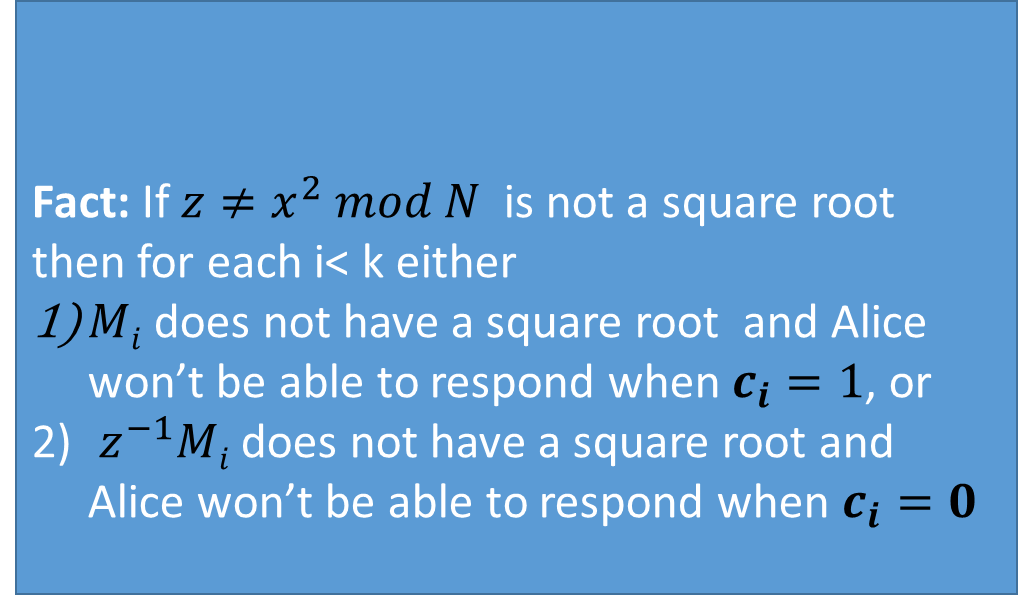 Fact: If z ≠ x² mod N is not a square root
then for each i< k either
1) Mᵢ does not have a square root and Alice
won’t be able to respond when cᵢ = 1, or
2) z⁻¹Mᵢ does not have a square root and
Alice won’t be able to respond when cᵢ = 0